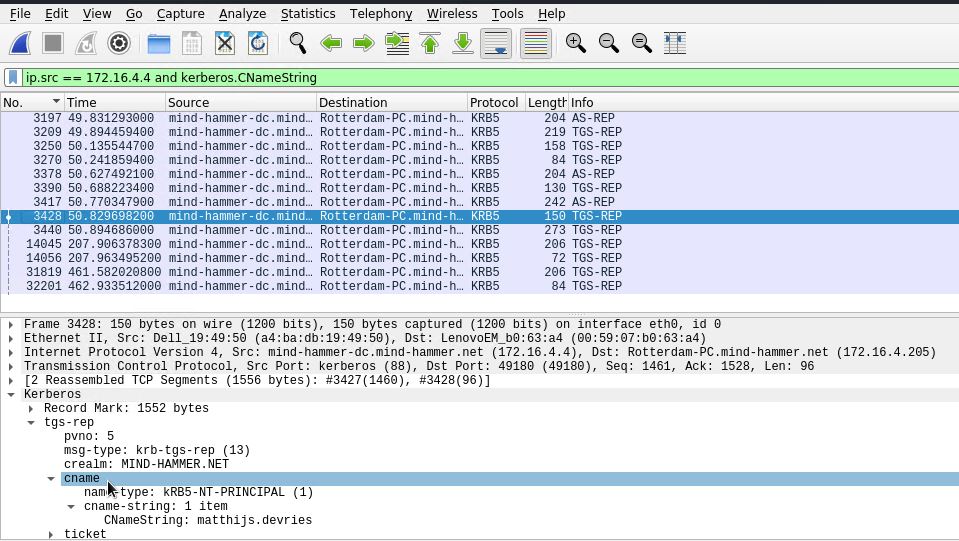 File Edit View Go Capture Analyze Statistics Telephony Wireless Tools Help
ip.src == 172.16.4.4 and kerberos.CNameString
No. Time Source Destination Protocol Length Info
3197 49.831293000 mind-hammer-dc.mind… Rotterdam-PC.mind-h… KRB5 204 AS-REP
3209 49.894459400 mind-hammer-dc.mind… Rotterdam-PC.mind-h… KRB5 219 TGS-REP
3250 50.135544700 mind-hammer-dc.mind… Rotterdam-PC.mind-h… KRB5 158 TGS-REP
3270 50.241859400 mind-hammer-dc.mind… Rotterdam-PC.mind-h… KRB5 84 TGS-REP
3378 50.627492100 mind-hammer-dc.mind… Rotterdam-PC.mind-h… KRB5 204 AS-REP
3390 50.688223400 mind-hammer-dc.mind… Rotterdam-PC.mind-h… KRB5 130 TGS-REP
3417 50.770347900 mind-hammer-dc.mind… Rotterdam-PC.mind-h… KRB5 242 AS-REP
3428 50.829698200 mind-hammer-dc.mind… Rotterdam-PC.mind-h… KRB5 150 TGS-REP
3440 50.894686000 mind-hammer-dc.mind… Rotterdam-PC.mind-h… KRB5 273 TGS-REP
14045 207.906378300 mind-hammer-dc.mind… Rotterdam-PC.mind-h… KRB5 206 TGS-REP
14056 207.963495200 mind-hammer-dc.mind… Rotterdam-PC.mind-h… KRB5 72 TGS-REP
31819 461.582020800 mind-hammer-dc.mind… Rotterdam-PC.mind-h… KRB5 206 TGS-REP
32201 462.933512000 mind-hammer-dc.mind… Rotterdam-PC.mind-h… KRB5 84 TGS-REP
Frame 3428: 150 bytes on wire (1200 bits), 150 bytes captured (1200 bits) on interface eth0, id 0
Ethernet II, Src: Dell_19:49:50 (a4:ba:db:19:49:50), Dst: LenovoEM_b0:63:a4 (00:59:07:b0:63:a4)
Internet Protocol Version 4, Src: mind-hammer-dc.mind-hammer.net (172.16.4.4), Dst: Rotterdam-PC.mind-hammer.net (172.16.4.205)
Transmission Control Protocol, Src Port: kerberos (88), Dst Port: 49180 (49180), Seq: 1461, Ack: 1528, Len: 96
[2 Reassembled TCP Segments (1556 bytes): #3427(1460), #3428(96)]
Kerberos
Record Mark: 1552 bytes
tgs-rep
pvno: 5
msg-type: krb-tgs-rep (13)
crealm: MIND-HAMMER.NET
cname
name-type: kRB5-NT-PRINCIPAL (1)
cname-string: 1 item
CNameString: matthijs.devries
ticket